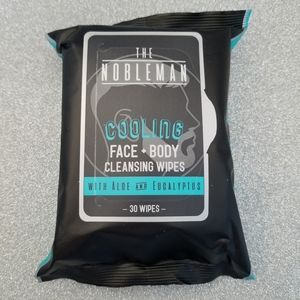 THE
NOBLEMAN
COOLING
FACE + BODY
CLEANSING WIPES
WITH ALOE AND EUCALYPTUS
- 30 WIPES -